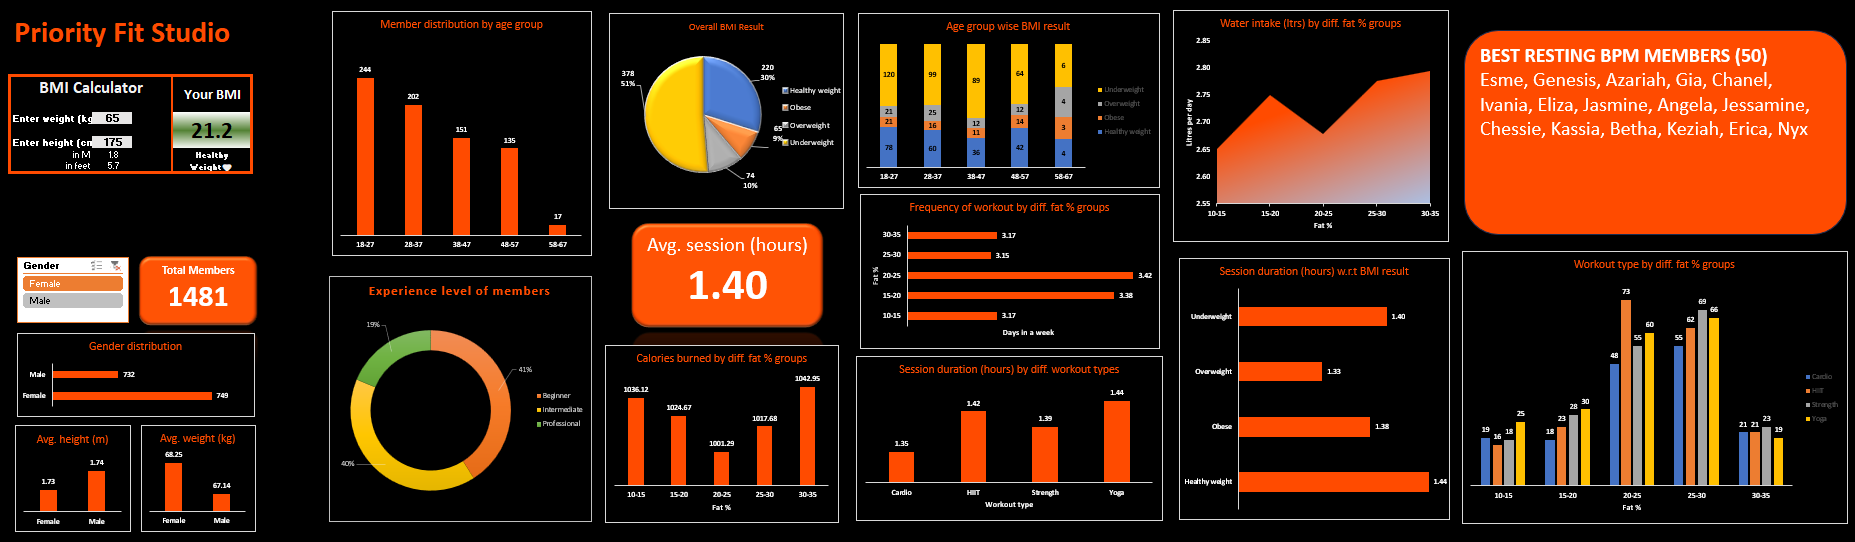 Priority Fit Studio
BMI Calculator
Your BMI
Enter weight (kg
65
21.2
Enter height (cm
175
in M
1.8
in feet
5.7
Healthy
Weight
Gender
Female
Male
Total Members
1481
Gender distribution
Male
732
Female
749
Avg. height (m)
1.73
1.74
Female
Male
Avg. weight (kg)
68.25
67.14
Female
Male
Member distribution by age group
244
202
151
135
17
18-27
28-37
38-47
48-57
58-67
Experience level of members
19%
41%
40%
Beginner
Intermediate
Professional
Overall BMI Result
378
51%
220
30%
65
9%
74
10%
Healthy weight
Obese
Overweight
Underweight
Avg. session (hours)
1.40
Calories burned by diff. fat % groups
1036.12
1024.67
1001.29
1017.68
1042.95
10-15
15-20
20-25
25-30
30-35
Fat %
Age group wise BMI result
120
99
89
64
6
21
25
12
12
4
21
16
11
14
3
78
60
36
42
4
18-27
28-37
38-47
48-57
58-67
Underweight
Overweight
Obese
Healthy weight
Frequency of workout by diff. fat % groups
Fat %
30-35
3.17
25-30
3.15
20-25
3.42
15-20
3.38
10-15
3.17
Days in a week
Session duration (hours) by diff. workout types
1.35
1.42
1.39
1.44
Cardio
HIIT
Strength
Yoga
Workout type
Water intake (ltrs) by diff. fat % groups
Litres per day
2.85
2.80
2.75
2.70
2.65
2.60
2.55
10-15
15-20
20-25
25-30
30-35
Fat %
Session duration (hours) w.r.t BMI result
Underweight
1.40
Overweight
1.33
Obese
1.38
Healthy weight
1.44
BEST RESTING BPM MEMBERS (50)
Esme, Genesis, Azariah, Gia, Chanel,
Ivania, Eliza, Jasmine, Angela, Jessamine,
Chessie, Kassia, Betha, Keziah, Erica, Nyx
Workout type by diff. fat % groups
19
16
18
25
18
23
28
30
48
73
55
60
55
62
69
66
21
21
23
19
10-15
15-20
20-25
25-30
30-35
Fat %
Cardio
HIIT
Strength
Yoga